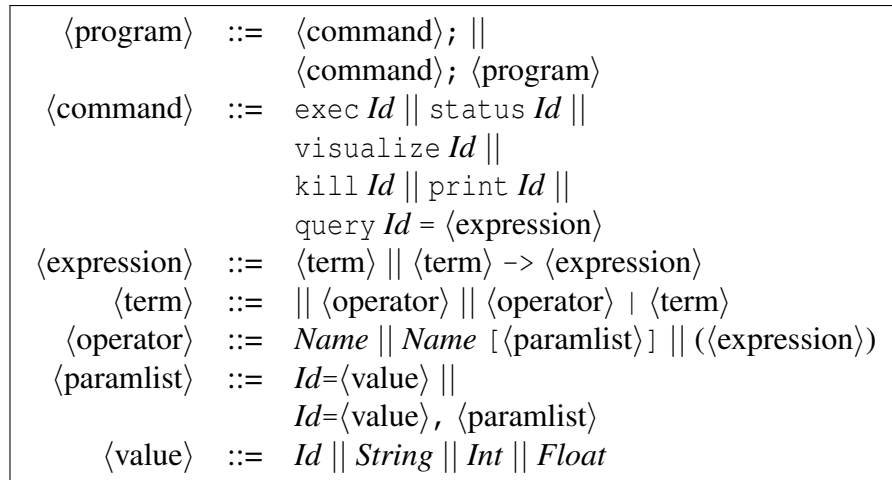 ⟨program⟩ ::= ⟨command⟩; ||
⟨command⟩; ⟨program⟩
⟨command⟩ ::= exec Id || status Id ||
visualize Id ||
kill Id || print Id ||
query Id = ⟨expression⟩
⟨expression⟩ ::= ⟨term⟩ || ⟨term⟩ -> ⟨expression⟩
⟨term⟩ ::= || ⟨operator⟩ || ⟨operator⟩ | ⟨term⟩
⟨operator⟩ ::= Name || Name [⟨paramlist⟩] || (⟨expression⟩)
⟨paramlist⟩ ::= Id=⟨value⟩ ||
Id=⟨value⟩, ⟨paramlist⟩
⟨value⟩ ::= Id || String || Int || Float